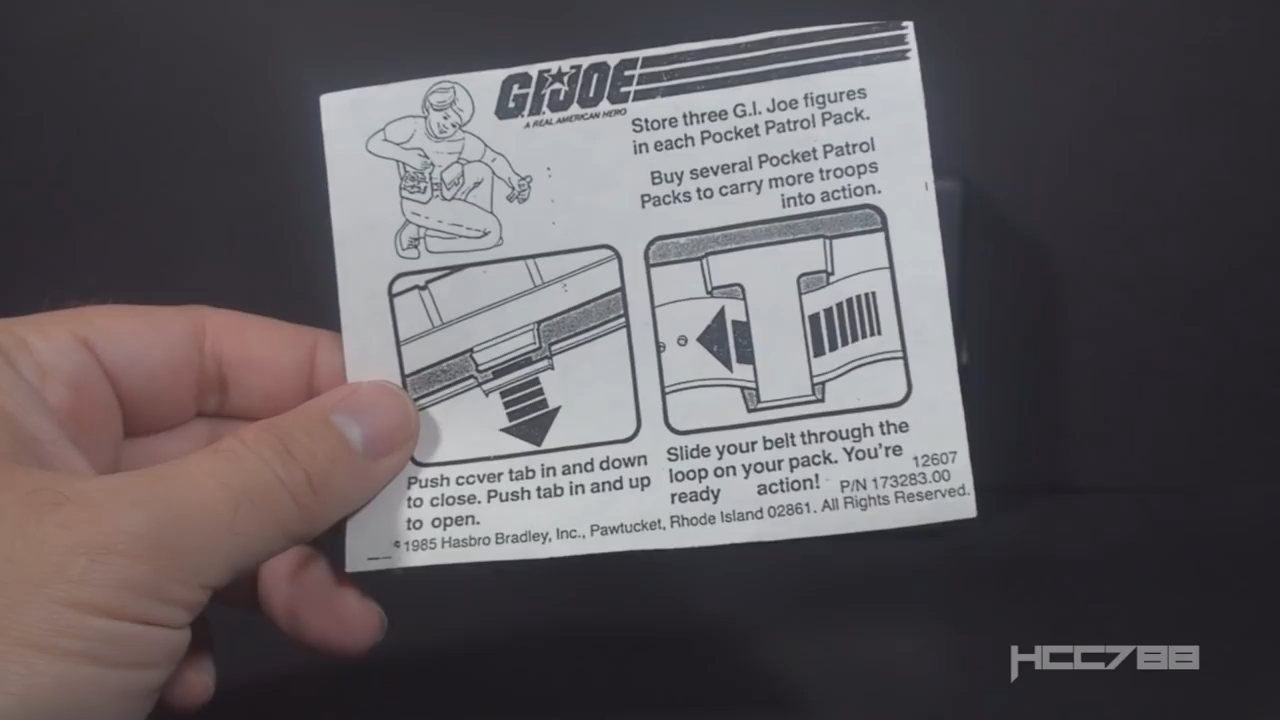 G.I. JOE
A REAL AMERICAN HERO
Store three G.I. Joe figures
in each Pocket Patrol Pack.
Buy several Pocket Patrol
Packs to carry more troops
into action.
Push cover tab in and down
to close. Push tab in and up
to open.
Slide your belt through the
loop on your pack. You're
ready action!
12607
P/N 173283.00
©1985 Hasbro Bradley, Inc., Pawtucket, Rhode Island 02861. All Rights Reserved.
HCC788